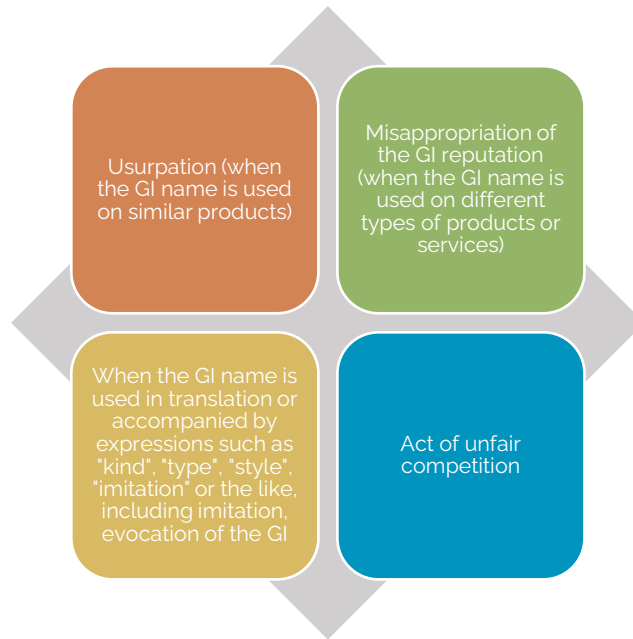 Usurpation (when
the GI name is used
on similar products)
Misappropriation of
the GI reputation
(when the GI name is
used on different
types of products or
services)
When the GI name is
used in translation or
accompanied by
expressions such as
"kind", "type", "style",
"imitation" or the like,
including imitation,
evocation of the GI
Act of unfair
competition